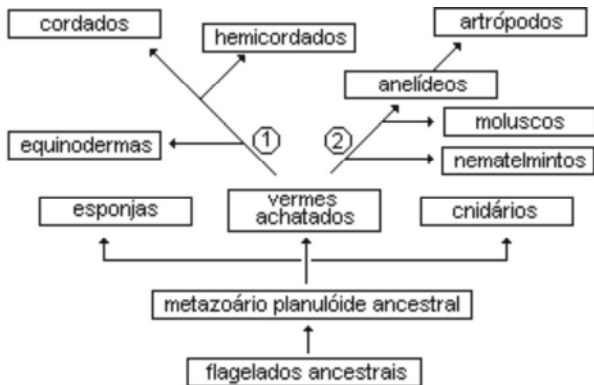 cordados
artrópodos
hemicordados
anelídeos
moluscos
1
2
equinodermas
nematelmintos
esponjas
vermes
achatados
cnidários
metazoário planulóide ancestral
flagelados ancestrais